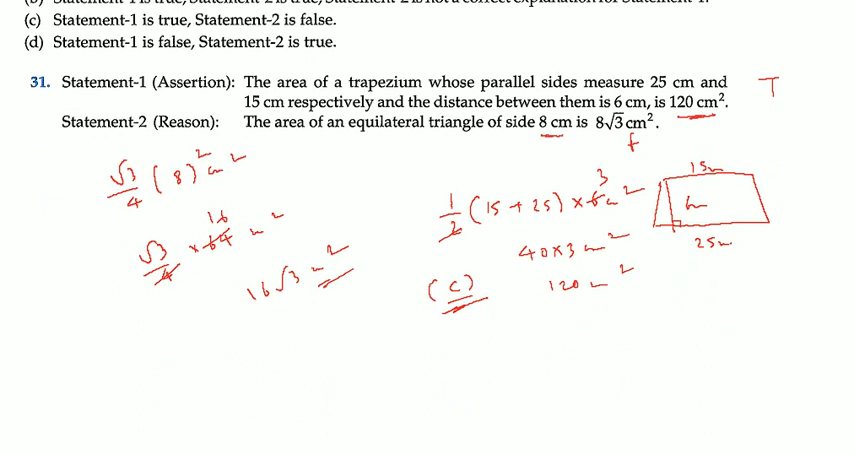 (c) Statement-1 is true, Statement-2 is false.
(d) Statement-1 is false, Statement-2 is true.
31. Statement-1 (Assertion): The area of a trapezium whose parallel sides measure 25 cm and
15 cm respectively and the distance between them is 6 cm, is 120 cm².
T
Statement-2 (Reason): The area of an equilateral triangle of side 8 cm is 8√3 cm².
f
√3/4 (8)² cm²
√3/4 × 64 cm²
16
16√3 cm²
1/2 (15 + 25) × 6 cm²
3
40×3 cm²
120 cm²
(c)
15cm
6m
25cm